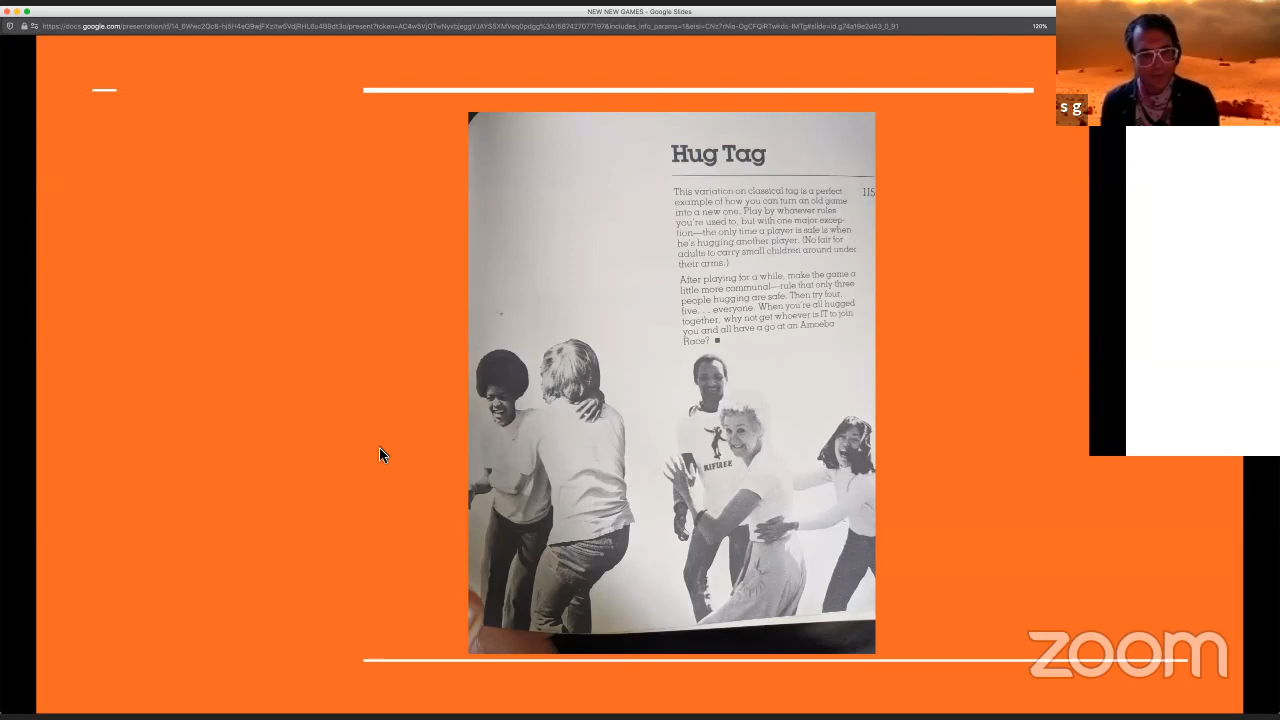 NEW NEW GAMES - Google Slides
120%
s g
Hug Tag
115
This variation on classical tag is a perfect
example of how you can turn an old game
into a new one. Play by whatever rules
you're used to, but with one major excep-
tion—the only time a player is safe is when
he's hugging another player. (No fair for
adults to carry small children around under
their arms.)
After playing for a while, make the game a
little more communal—rule that only three
people hugging are safe. Then try four,
five, . . everyone. When you're all hugged
together, why not get whoever is IT to join
you and all have a go at an Amoeba
Race? ■
REFEREE
zoom